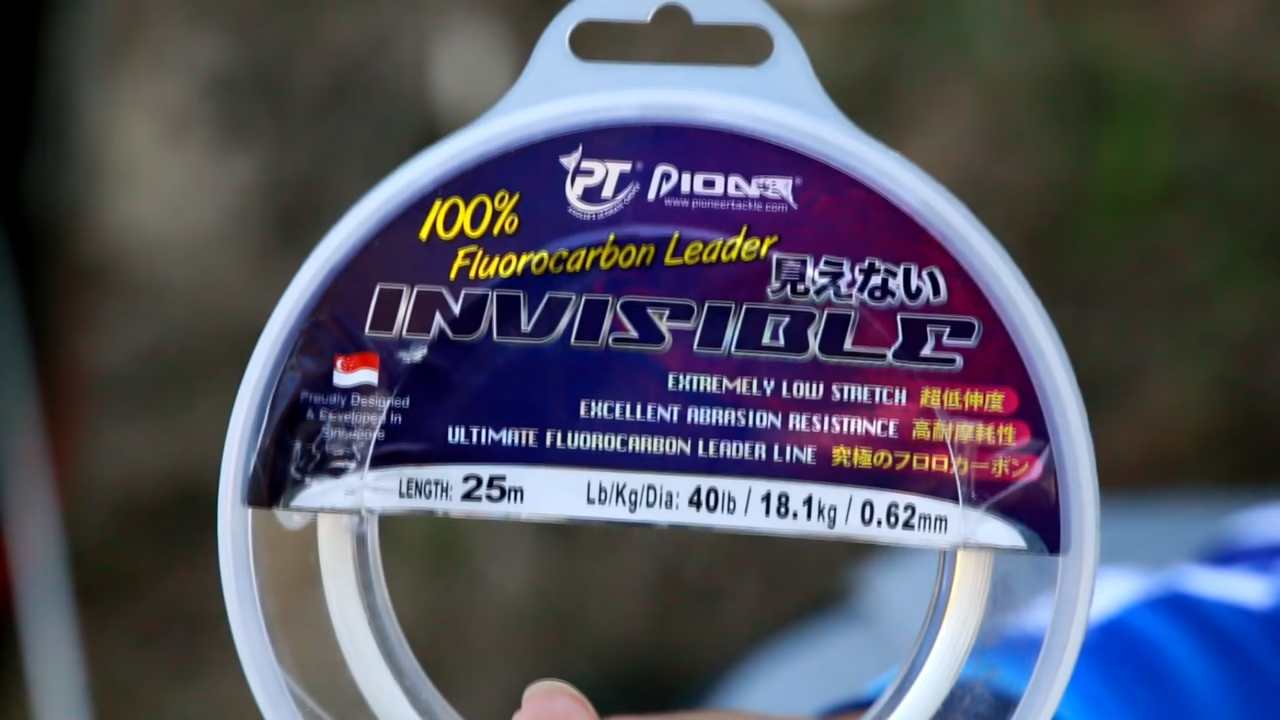 PT
www.pioneertackle.com
100%
Fluorocarbon Leader
見えない
INVISIBLE
EXTREMELY LOW STRETCH 超低伸度
EXCELLENT ABRASION RESISTANCE 高耐摩耗性
ULTIMATE FLUOROCARBON LEADER LINE 究極のフロロカーボン
Proudly Designed
& Developed In
Singapore
LENGTH: 25m Lb/Kg/Dia: 40lb / 18.1kg / 0.62mm